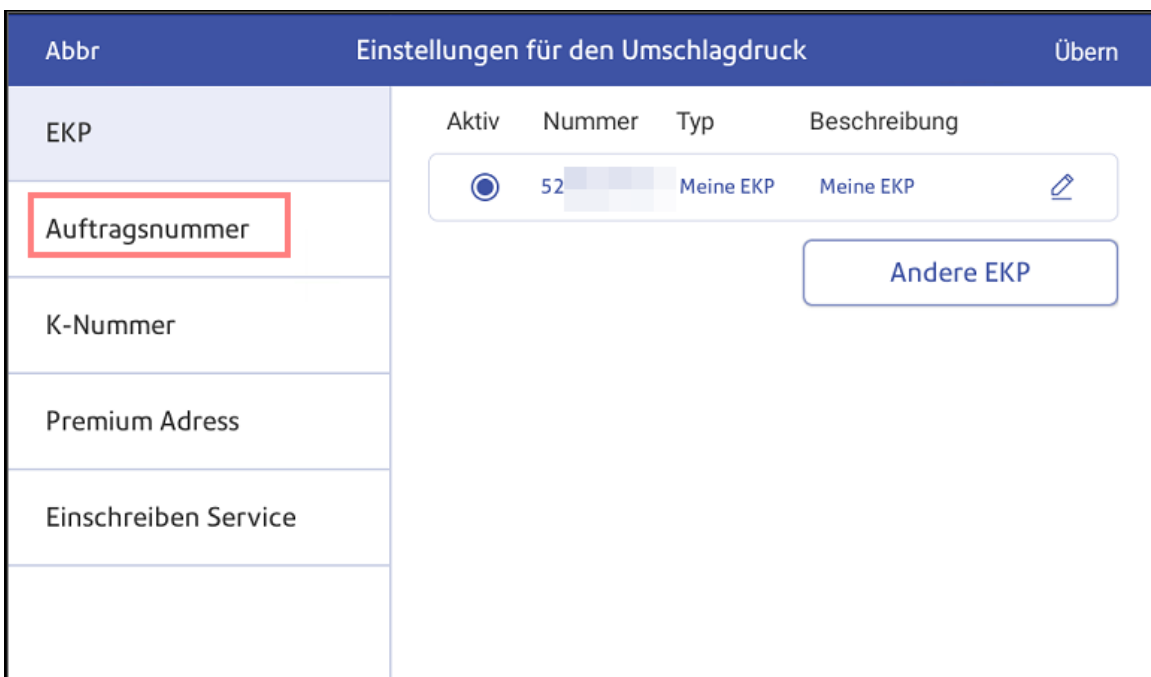 Abbr Einstellungen für den Umschlagdruck Übern
EKP
Auftragsnummer
K-Nummer
Premium Adress
Einschreiben Service
Aktiv Nummer Typ Beschreibung
52 Meine EKP Meine EKP
Andere EKP